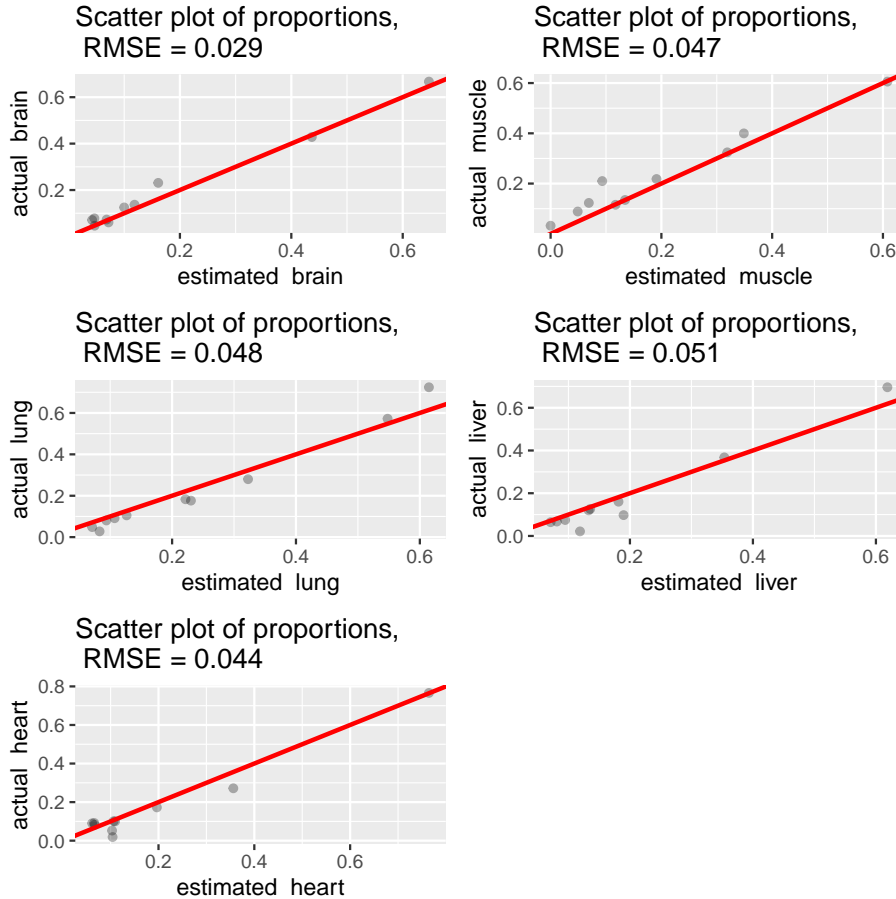 Scatter plot of proportions,
RMSE = 0.029
0.6
0.4
0.2
actual brain
0.2
0.4
0.6
estimated brain
Scatter plot of proportions,
RMSE = 0.047
0.6
0.4
0.2
actual muscle
0.0
0.2
0.4
0.6
estimated muscle
Scatter plot of proportions,
RMSE = 0.048
0.6
0.4
0.2
0.0
actual lung
0.2
0.4
0.6
estimated lung
Scatter plot of proportions,
RMSE = 0.051
0.6
0.4
0.2
0.0
actual liver
0.2
0.4
0.6
estimated liver
Scatter plot of proportions,
RMSE = 0.044
0.8
0.6
0.4
0.2
0.0
actual heart
0.2
0.4
0.6
estimated heart